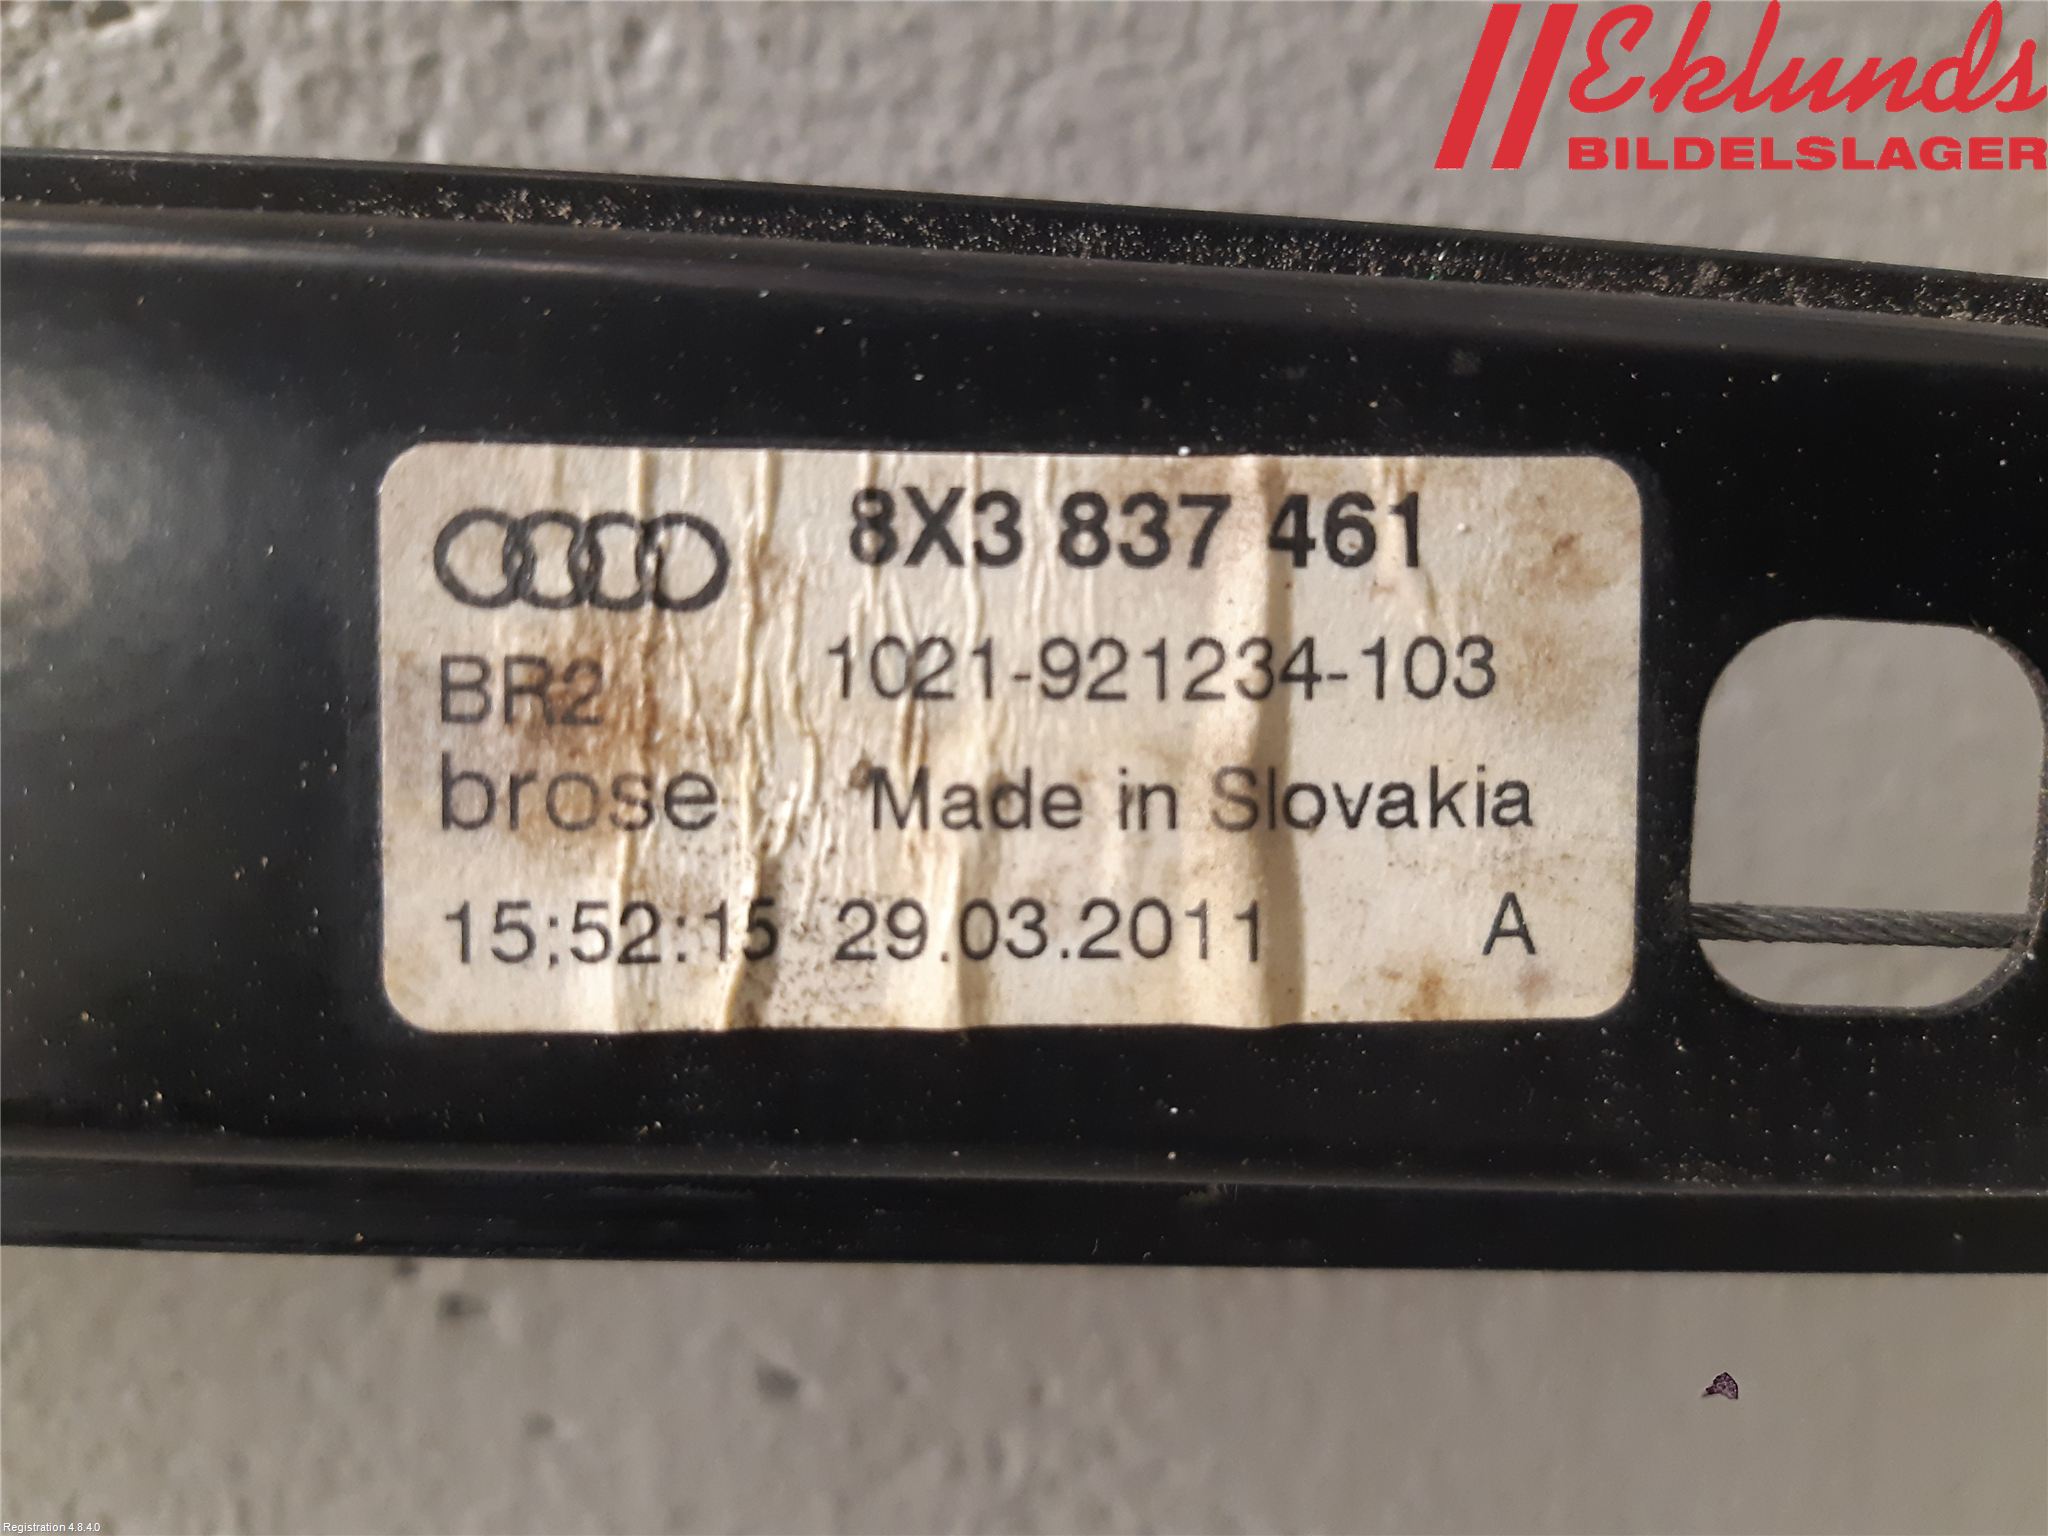 Eklunds
BILDELSLAGER
8X3 837 461
BR2 1021-921234-103
brose Made in Slovakia
15:52:15 29.03.2011 A
Registration 4.8.4.0